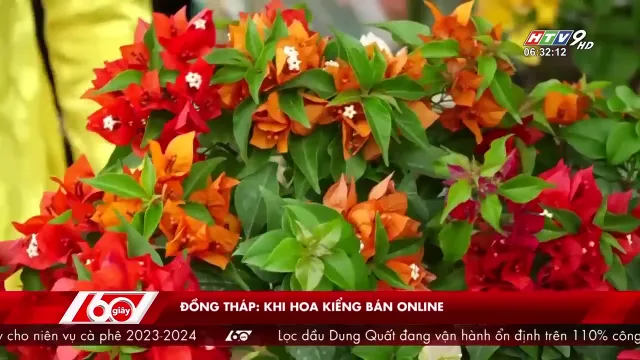 HTV9 HD
06:32:12
60 giây
ĐỒNG THÁP: KHI HOA KIỂNG BÁN ONLINE
y cho niên vụ cà phê 2023-2024 60 Lọc dầu Dung Quất đang vận hành ổn định trên 110% công